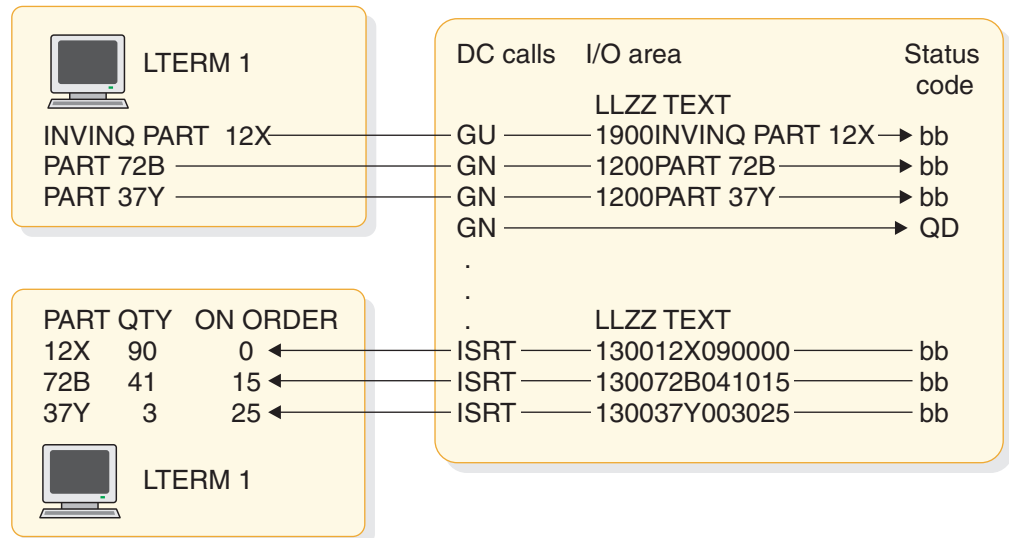 LTERM 1
INVINQ PART 12X
PART 72B
PART 37Y
DC calls I/O area Status code
LLZZ TEXT
GU 1900INVINQ PART 12X bb
GN 1200PART 72B bb
GN 1200PART 37Y bb
GN QD
.
.
.
LLZZ TEXT
ISRT 130012X090000 bb
ISRT 130072B041015 bb
ISRT 130037Y003025 bb
PART QTY ON ORDER
12X 90 0
72B 41 15
37Y 3 25
LTERM 1